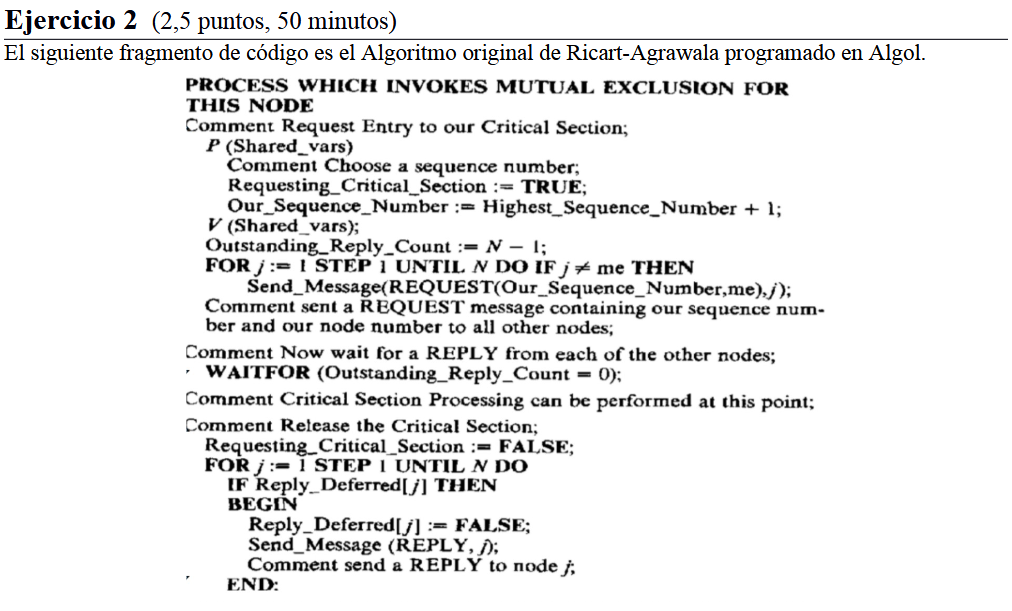 Ejercicio 2 (2,5 puntos, 50 minutos)
El siguiente fragmento de código es el Algoritmo original de Ricart-Agrawala programado en Algol.
PROCESS WHICH INVOKES MUTUAL EXCLUSION FOR
THIS NODE
Comment Request Entry to our Critical Section;
P (Shared_vars)
Comment Choose a sequence number;
Requesting_Critical_Section := TRUE;
Our_Sequence_Number := Highest_Sequence_Number + 1;
V (Shared_vars);
Outstanding_Reply_Count := N − 1;
FOR j := 1 STEP 1 UNTIL N DO IF j ≠ me THEN
Send_Message(REQUEST(Our_Sequence_Number,me),j);
Comment sent a REQUEST message containing our sequence num-
ber and our node number to all other nodes;
Comment Now wait for a REPLY from each of the other nodes;
WAITFOR (Outstanding_Reply_Count = 0);
Comment Critical Section Processing can be performed at this point;
Comment Release the Critical Section;
Requesting_Critical_Section := FALSE;
FOR j := 1 STEP 1 UNTIL N DO
IF Reply_Deferred[j] THEN
BEGIN
Reply_Deferred[j] := FALSE;
Send_Message (REPLY, j);
Comment send a REPLY to node j;
END;